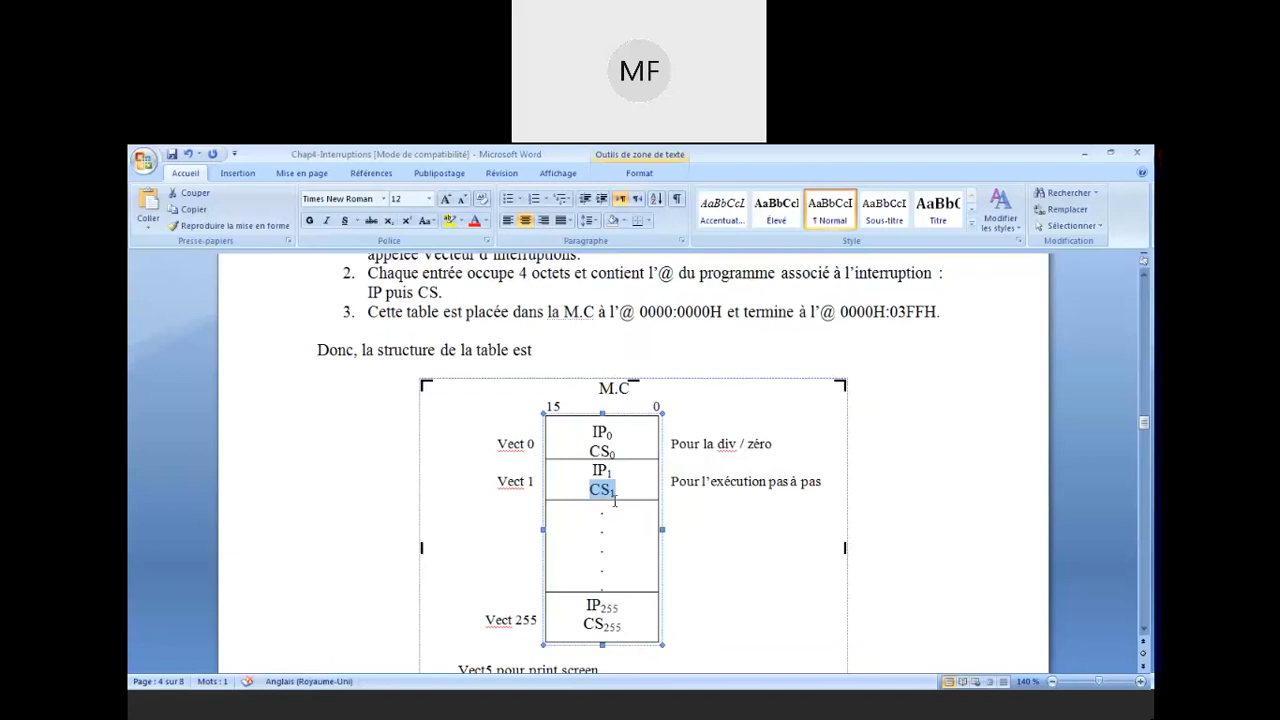 MF
Chap4-Interruptions [Mode de compatibilité] - Microsoft Word
Outils de zone de texte
Accueil Insertion Mise en page Références Publipostage Révision Affichage Format
Coller
Couper
Copier
Reproduire la mise en forme
Presse-papiers
Times New Roman 12
Police
Paragraphe
AaBbCcI AaBbCc AaBbCcI AaBbCcI AaBbC
Accentuat... Élevé ¶ Normal Sous-titre Titre
Style
Modifier les styles
Rechercher
Remplacer
Sélectionner
Modification
appelée Vecteur d'interruptions.
2. Chaque entrée occupe 4 octets et contient l'@ du programme associé à l'interruption :
IP puis CS.
3. Cette table est placée dans la M.C à l'@ 0000:0000H et termine à l'@ 0000H:03FFH.
Donc, la structure de la table est
M.C
15 0
IP0
Vect 0 Pour la div / zéro
CS0
IP1
Vect 1 Pour l'exécution pas à pas
CS1
.
.
.
.
.
IP255
Vect 255
CS255
Vect5 pour print screen
Page : 4 sur 8 Mots : 1 Anglais (Royaume-Uni) 140 %